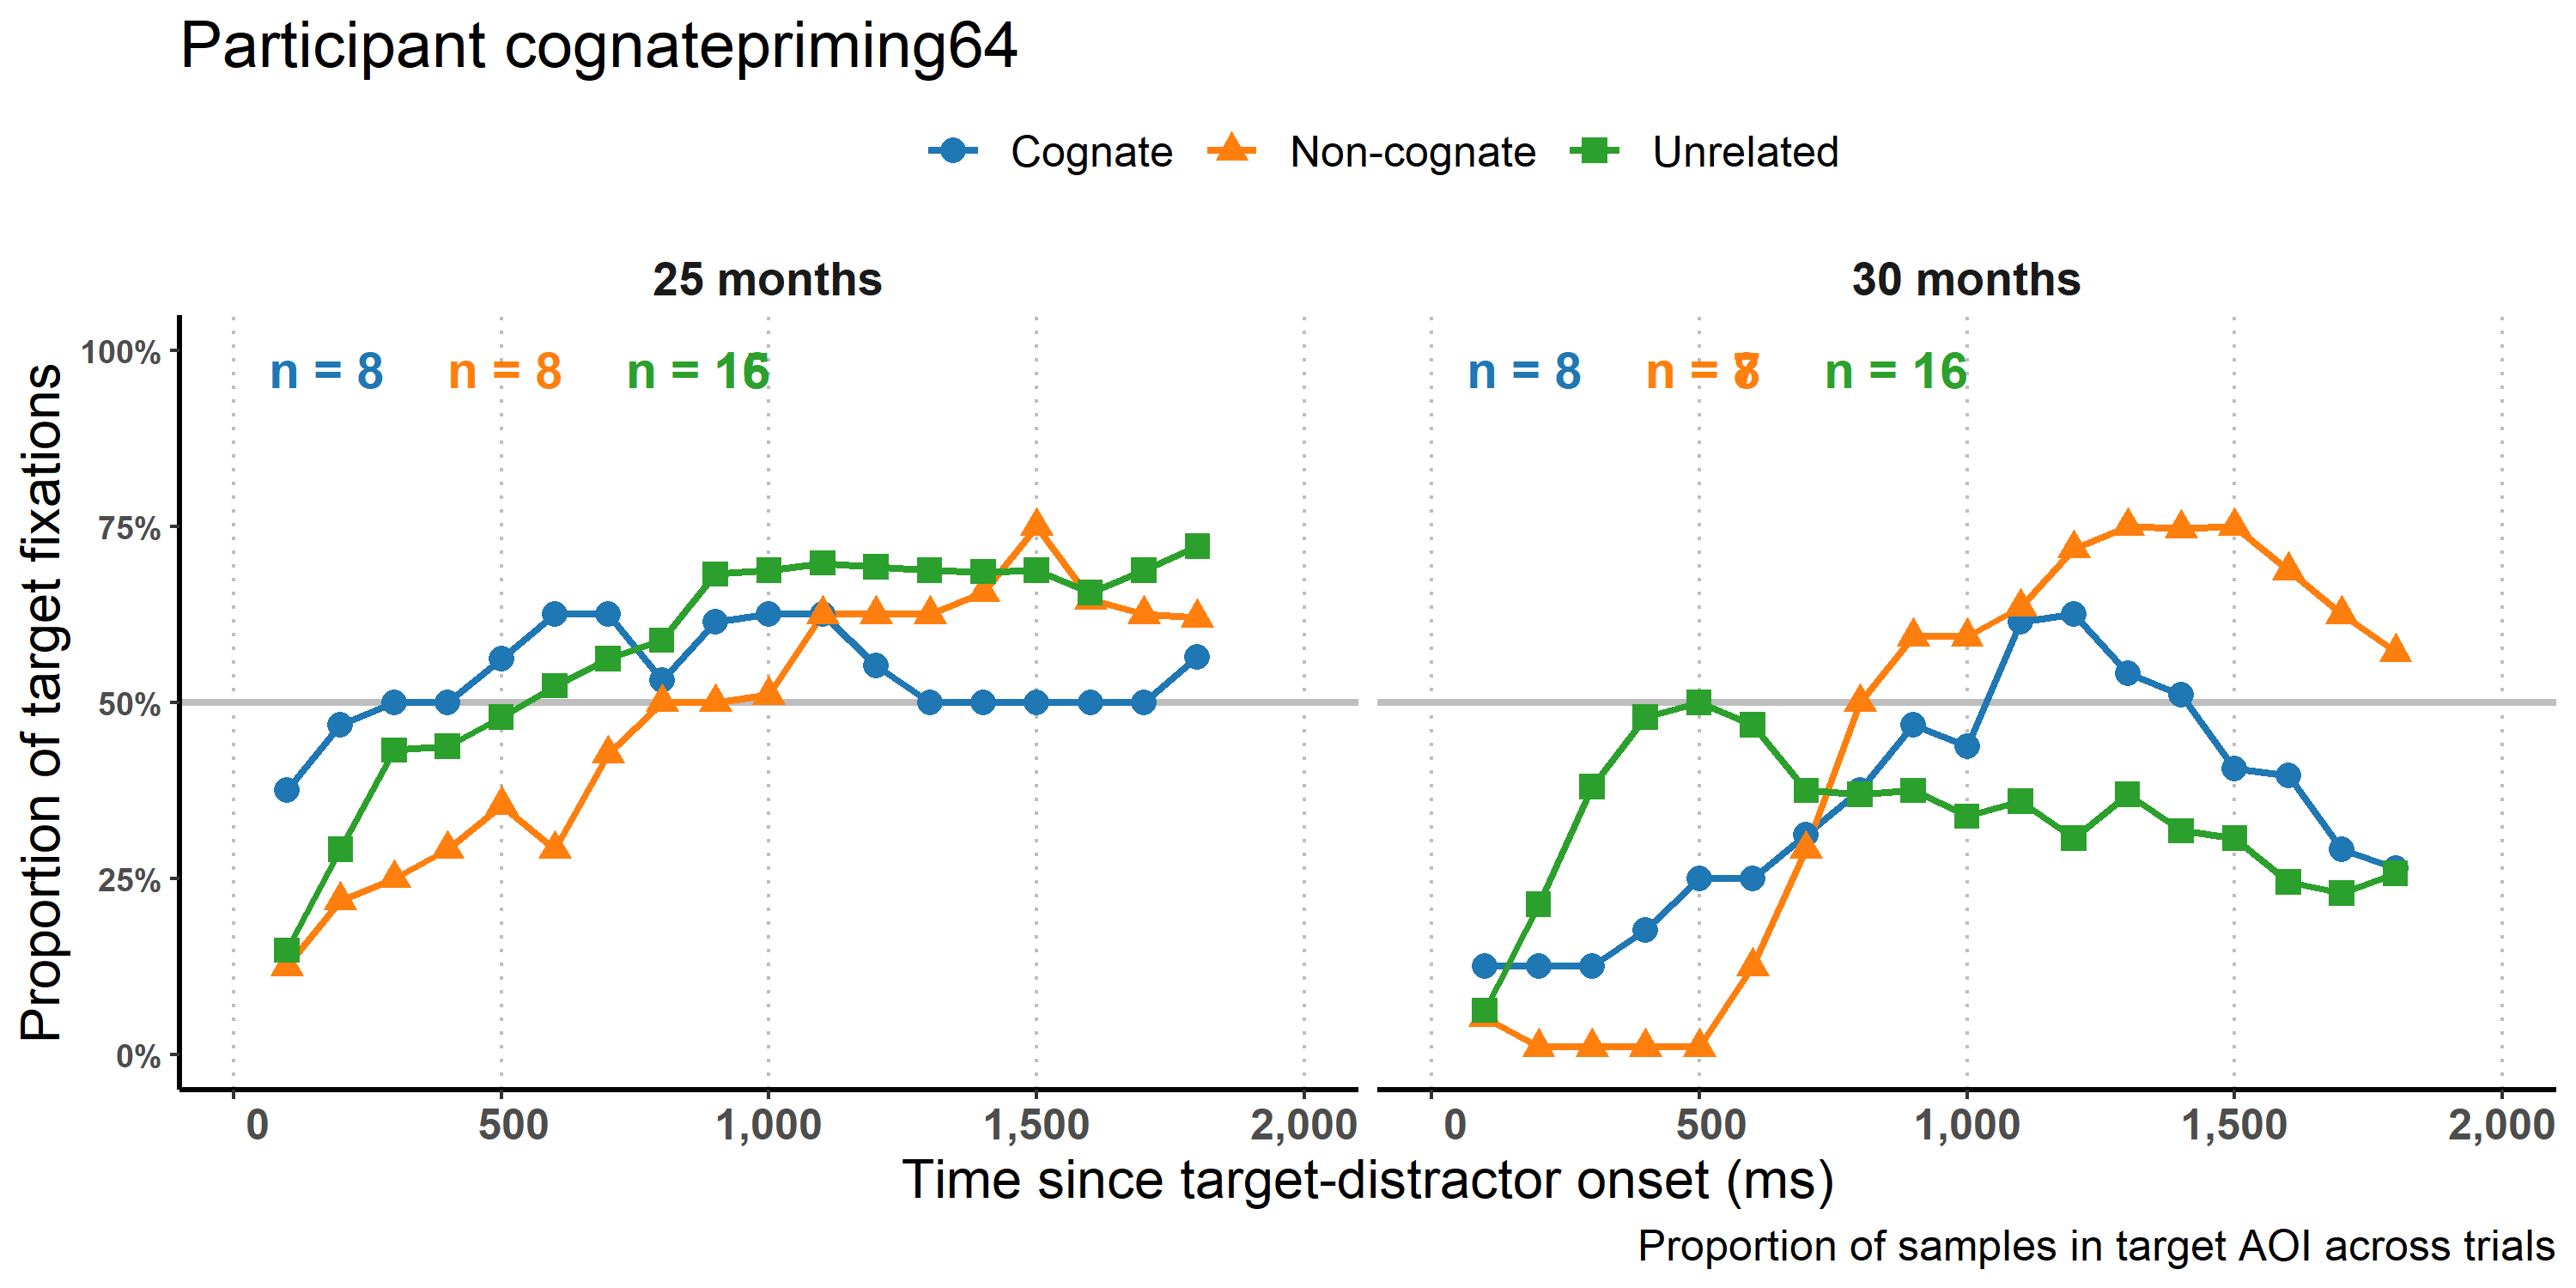 Participant cognatepriming64
Cognate Non-cognate Unrelated
25 months 30 months
100%
75%
50%
25%
0%
n = 8 n = 8 n =
n = 8 n = n = 16
0 500 1,000 1,500 2,000 0 500 1,000 1,500 2,000
Proportion of target fixations
Time since target-distractor onset (ms)
Proportion of samples in target AOI across trials